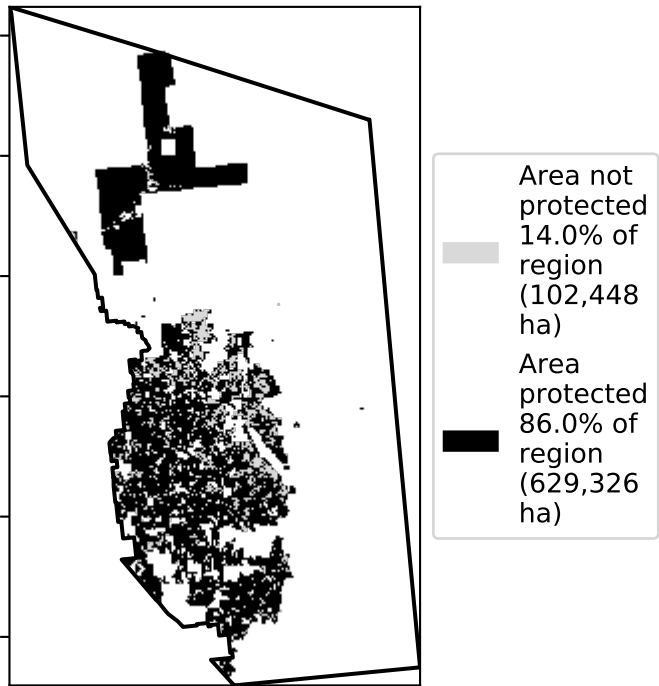 Area not
protected
14.0% of
region
(102,448
ha)
Area
protected
86.0% of
region
(629,326
ha)